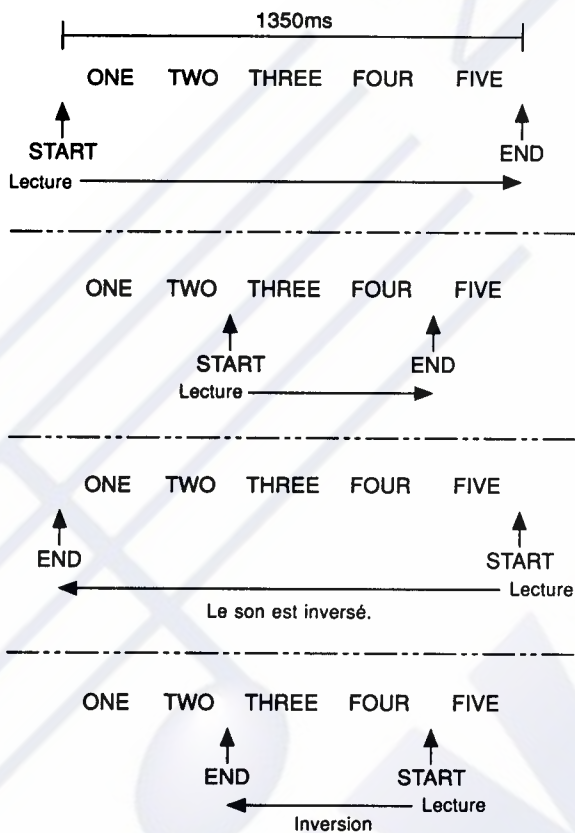 1350ms
ONE TWO THREE FOUR FIVE
START END
Lecture
ONE TWO THREE FOUR FIVE
START END
Lecture
ONE TWO THREE FOUR FIVE
END START
Lecture
Le son est inversé.
ONE TWO THREE FOUR FIVE
END START
Lecture
Inversion